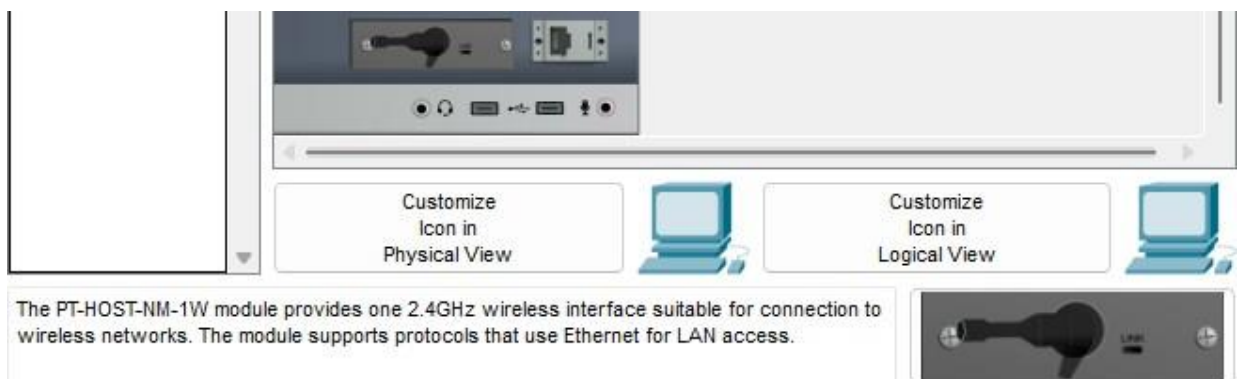 Customize
Icon in
Physical View
Customize
Icon in
Logical View
The PT-HOST-NM-1W module provides one 2.4GHz wireless interface suitable for connection to
wireless networks. The module supports protocols that use Ethernet for LAN access.
LINK